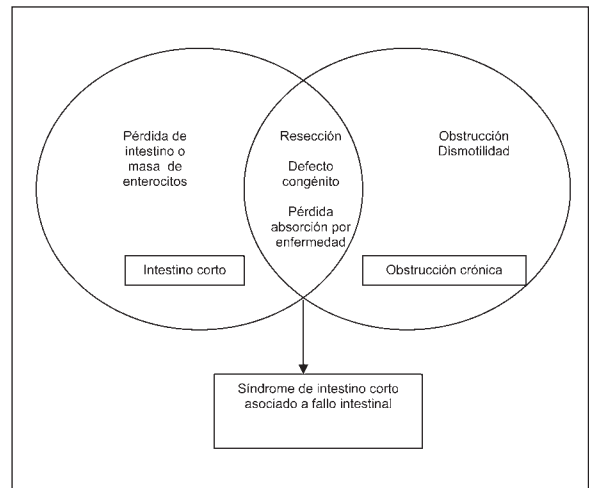 Pérdida de
intestino o
masa de
enterocitos
Intestino corto
Resección
Defecto
congénito
Pérdida
absorción por
enfermedad
Obstrucción
Dismotilidad
Obstrucción crónica
Síndrome de intestino corto
asociado a fallo intestinal